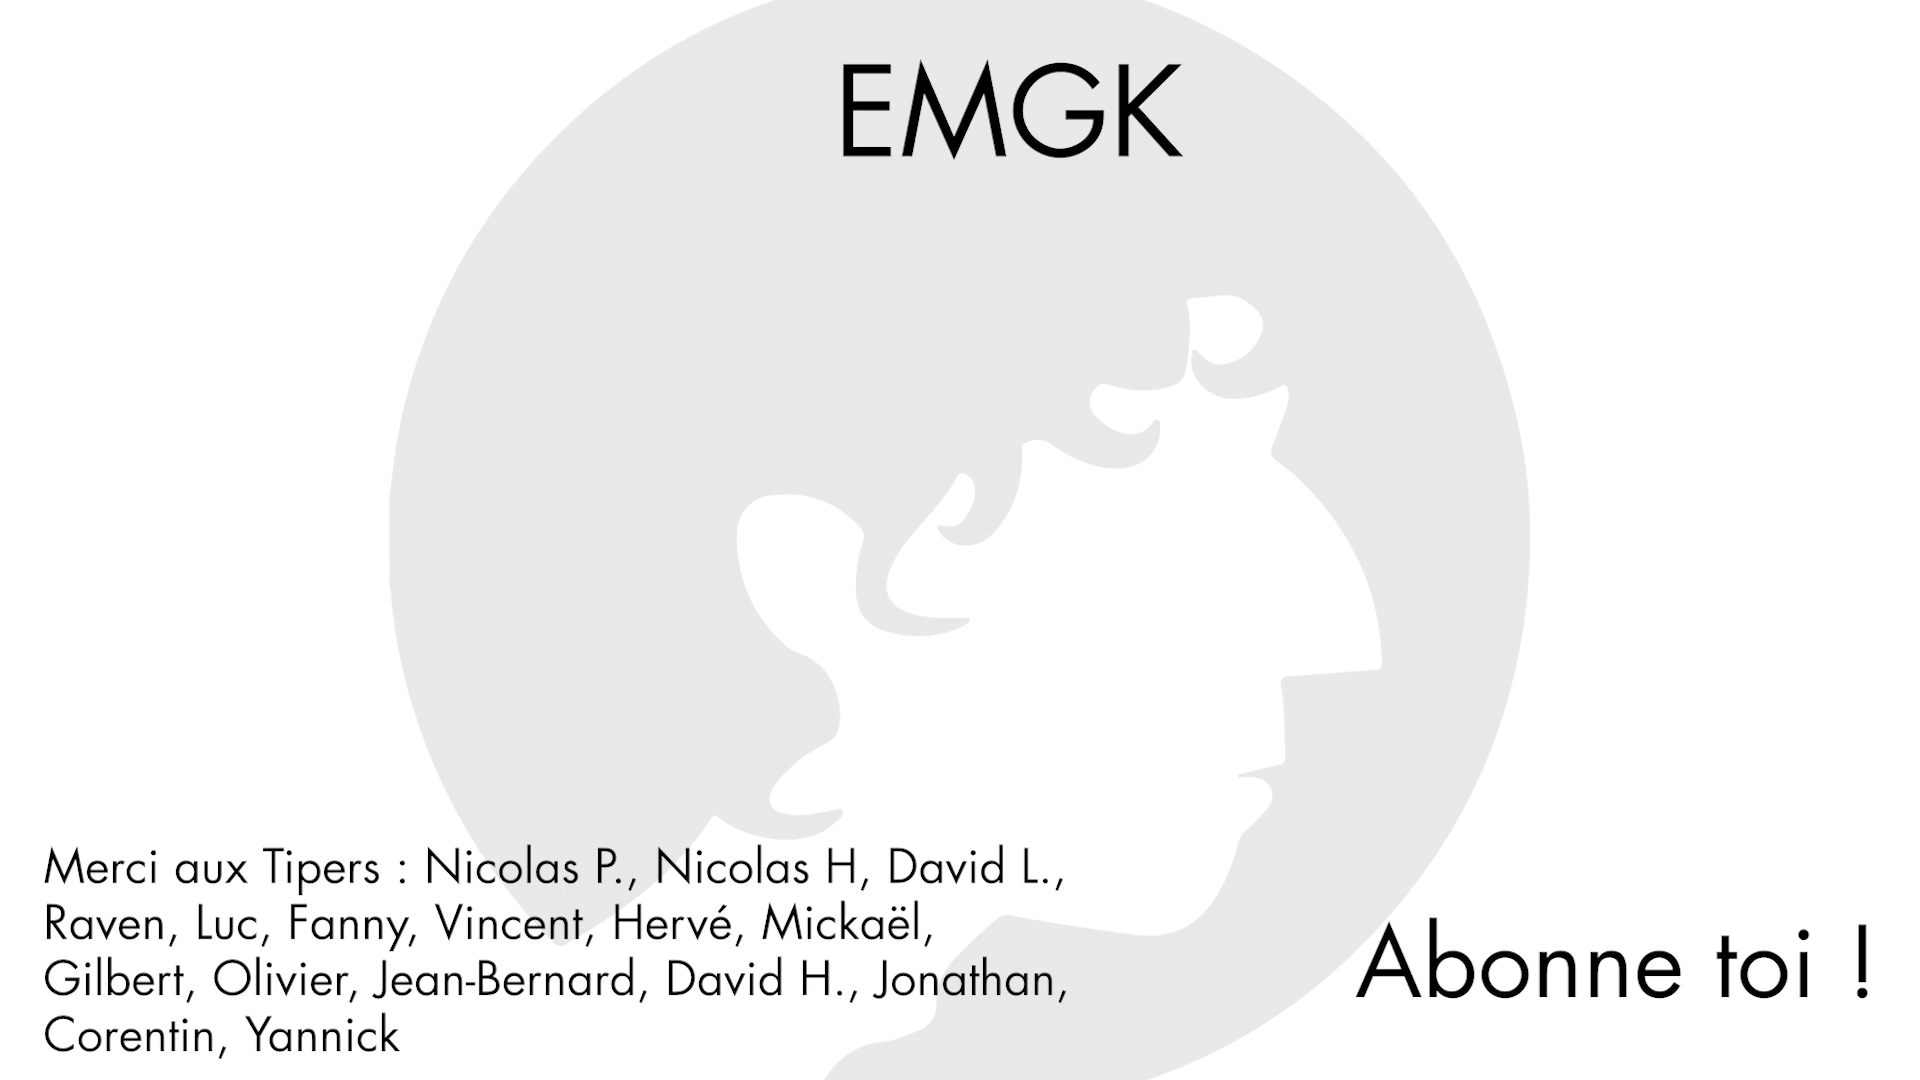 EMGK
Merci aux Tipers : Nicolas P., Nicolas H, David L.,
Raven, Luc, Fanny, Vincent, Hervé, Mickaël,
Gilbert, Olivier, Jean-Bernard, David H., Jonathan,
Corentin, Yannick
Abonne toi !